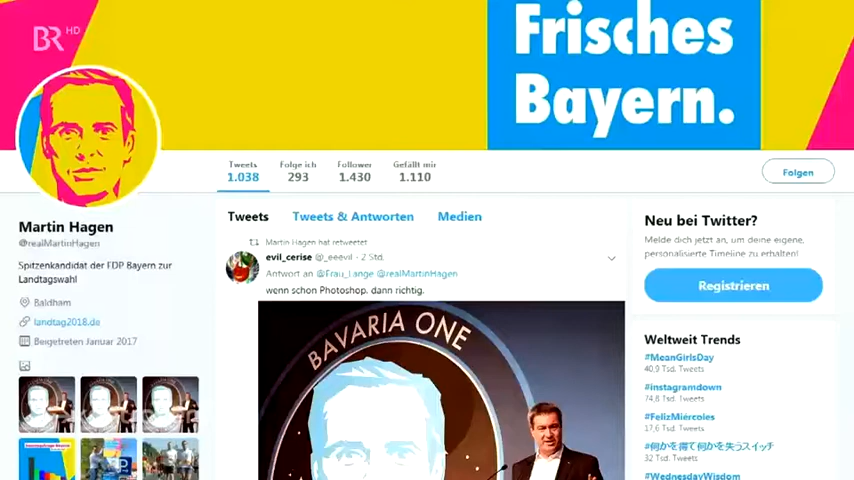 BR HD
Frisches
Bayern.
Tweets Folge ich Follower Gefällt mir
1.038 293 1.430 1.110
Folgen
Martin Hagen
@realMartinHagen
Spitzenkandidat der FDP Bayern zur
Landtagswahl
Baldham
landtag2018.de
Beigetreten Januar 2017
Tweets Tweets & Antworten Medien
Martin Hagen hat retweetet
evil_cerise @_eeevil · 2 Std.
Antwort an @Frau_Lange @realMartinHagen
wenn schon Photoshop, dann richtig.
BAVARIA ONE
Neu bei Twitter?
Melde dich jetzt an, um deine eigene,
personalisierte Timeline zu erhalten!
Registrieren
Weltweit Trends
#MeanGirlsDay
40,9 Tsd. Tweets
#instagramdown
74,8 Tsd. Tweets
#FelizMiercoles
17,6 Tsd. Tweets
#何かを得て何かを失うスイッチ
32 Tsd. Tweets
#WednesdayWisdom